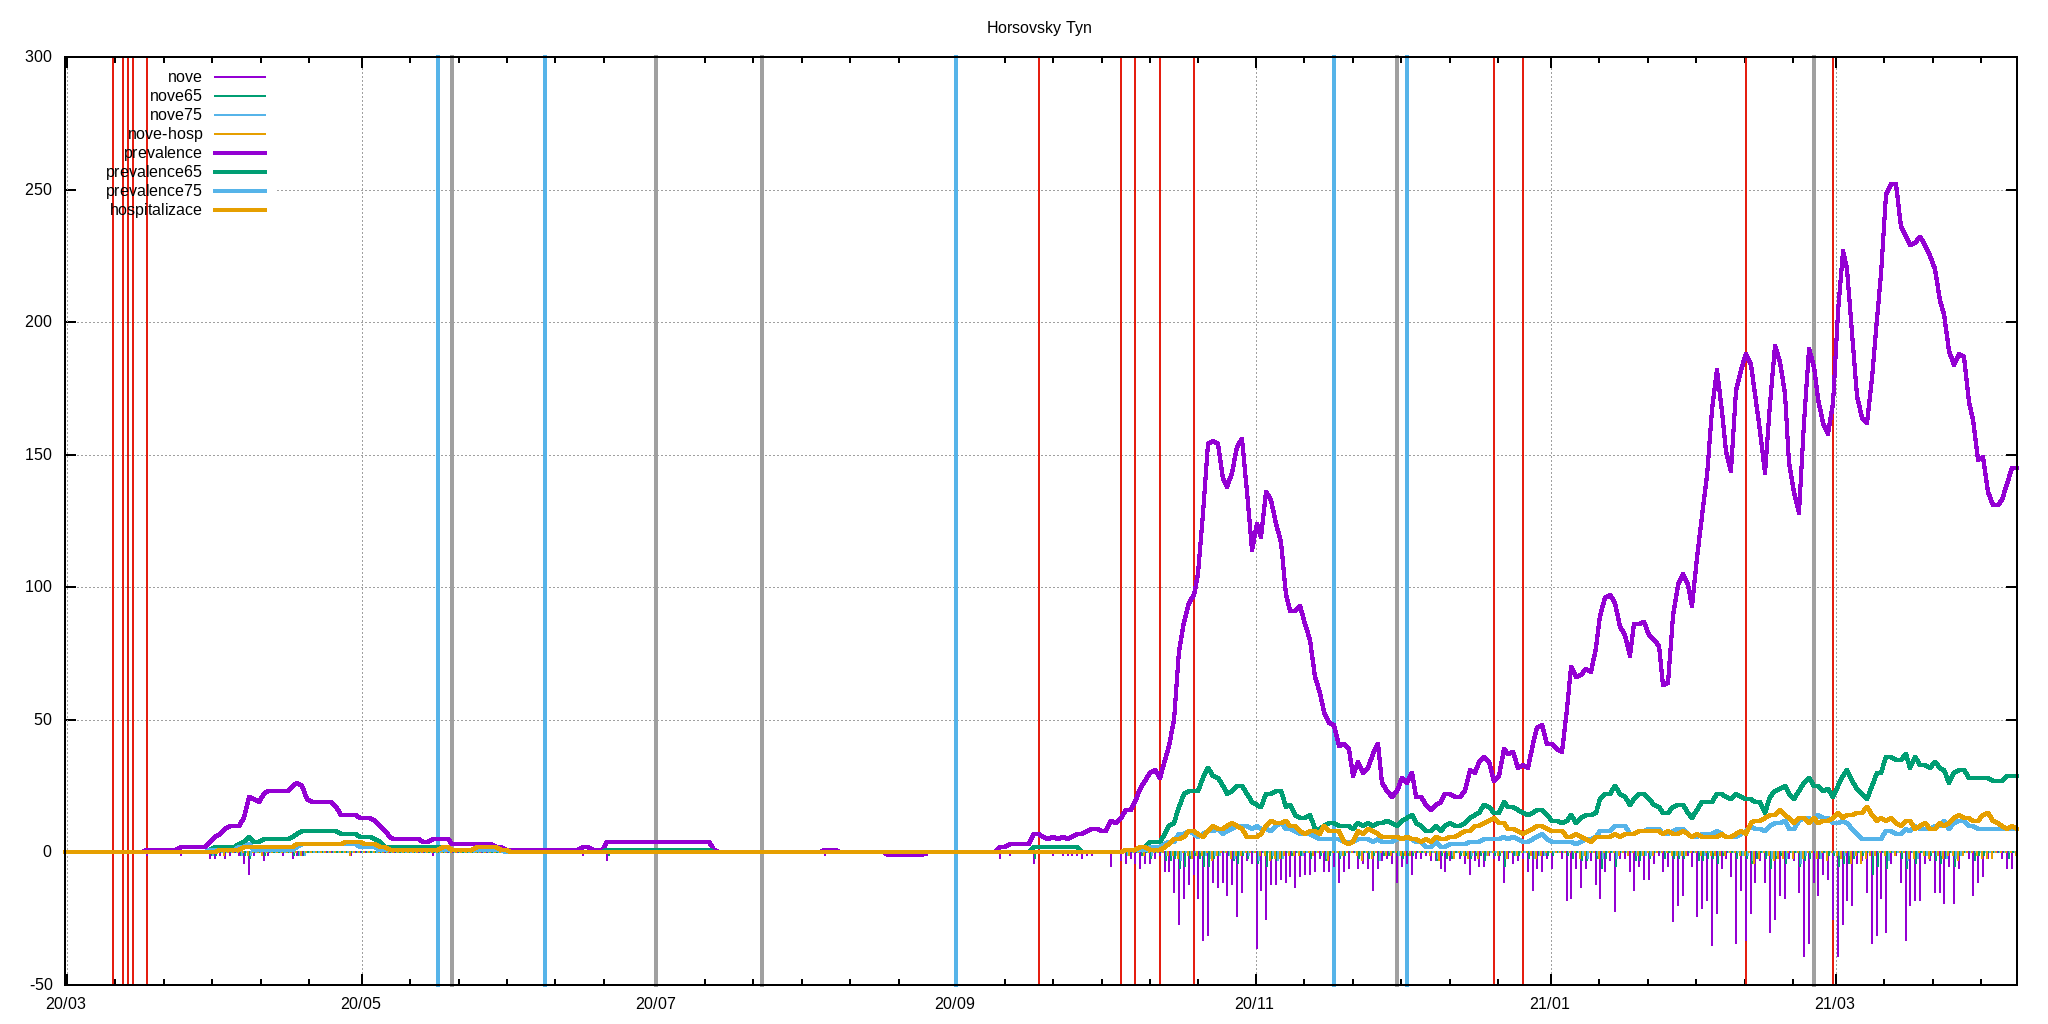 Horsovsky Tyn
300
250
200
150
100
50
0
-50
nove
nove65
nove75
nove-hosp
prevalence
prevalence65
prevalence75
hospitalizace
20/03 20/05 20/07 20/09 20/11 21/01 21/03